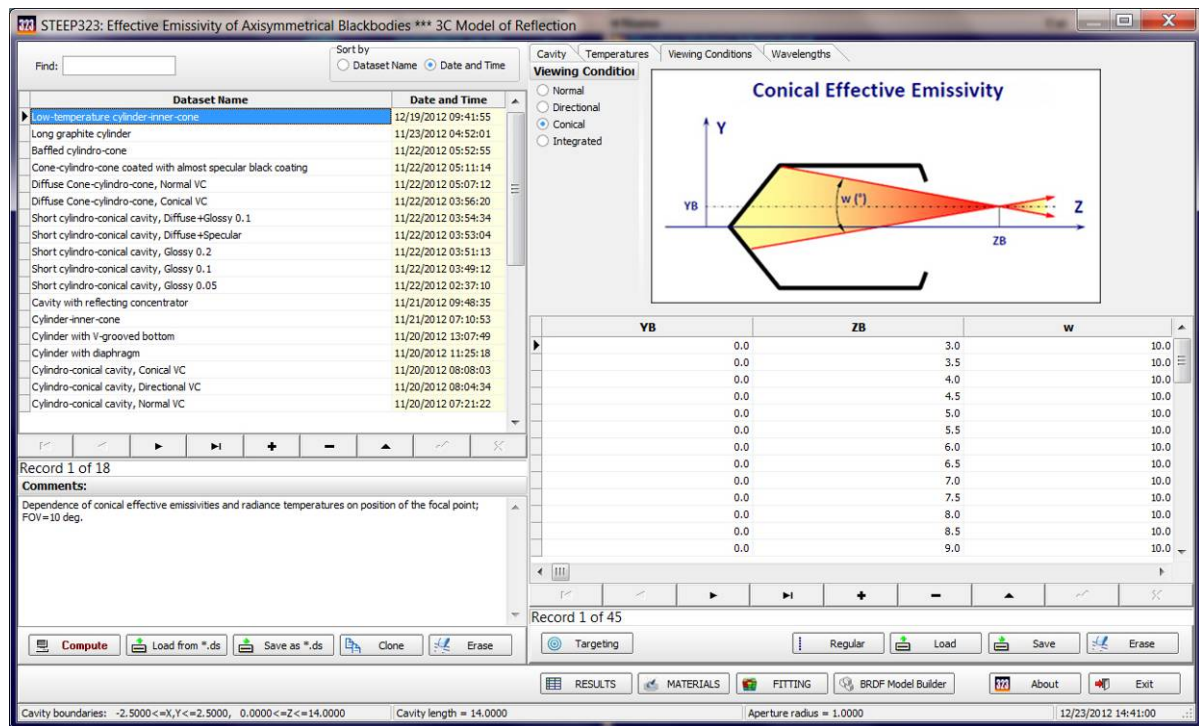 STEEP323: Effective Emissivity of Axisymmetrical Blackbodies *** 3C Model of Reflection
Find:
Sort by
Dataset Name Date and Time
Dataset Name Date and Time
Low-temperature cylinder-inner-cone 12/19/2012 09:41:55
Long graphite cylinder 11/23/2012 04:52:01
Baffled cylindro-cone 11/22/2012 05:52:55
Cone-cylindro-cone coated with almost specular black coating 11/22/2012 05:11:14
Diffuse Cone-cylindro-cone, Normal VC 11/22/2012 05:07:12
Diffuse Cone-cylindro-cone, Conical VC 11/22/2012 03:56:20
Short cylindro-conical cavity, Diffuse+Glossy 0.1 11/22/2012 03:54:34
Short cylindro-conical cavity, Diffuse+Specular 11/22/2012 03:53:04
Short cylindro-conical cavity, Glossy 0.2 11/22/2012 03:51:13
Short cylindro-conical cavity, Glossy 0.1 11/22/2012 03:49:12
Short cylindro-conical cavity, Glossy 0.05 11/22/2012 02:37:10
Cavity with reflecting concentrator 11/21/2012 09:48:35
Cylinder-inner-cone 11/21/2012 07:10:53
Cylinder with V-grooved bottom 11/20/2012 13:07:49
Cylinder with diaphragm 11/20/2012 11:25:18
Cylindro-conical cavity, Conical VC 11/20/2012 08:08:03
Cylindro-conical cavity, Directional VC 11/20/2012 08:04:34
Cylindro-conical cavity, Normal VC 11/20/2012 07:21:22
Record 1 of 18
Comments:
Dependence of conical effective emissivities and radiance temperatures on position of the focal point;
FOV=10 deg.
Compute Load from *.ds Save as *.ds Clone Erase
Cavity Temperatures Viewing Conditions Wavelengths
Viewing Condition
Normal
Directional
Conical
Integrated
Conical Effective Emissivity
Y
YB
w (°)
Z
ZB
YB ZB w
0.0 3.0 10.0
0.0 3.5 10.0
0.0 4.0 10.0
0.0 4.5 10.0
0.0 5.0 10.0
0.0 5.5 10.0
0.0 6.0 10.0
0.0 6.5 10.0
0.0 7.0 10.0
0.0 7.5 10.0
0.0 8.0 10.0
0.0 8.5 10.0
0.0 9.0 10.0
Record 1 of 45
Targeting Regular Load Save Erase
RESULTS MATERIALS FITTING BRDF Model Builder 323 About Exit
Cavity boundaries: -2.5000<=X,Y<=2.5000, 0.0000<=Z<=14.0000 Cavity length = 14.0000 Aperture radius = 1.0000 12/23/2012 14:41:00